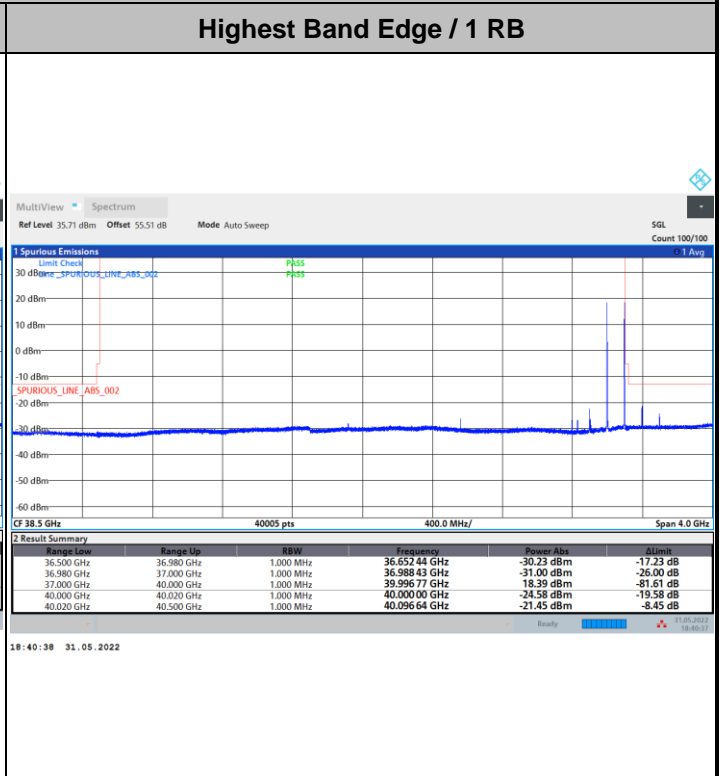 Highest Band Edge / 1 RB
MultiView Spectrum
Ref Level 35.71 dBm Offset 55.51 dB Mode Auto Sweep SGL
Count 100/100
1 Spurious Emissions 1 Avg
Limit Check PASS
30 dBm Line _SPURIOUS_LINE_ABS_002 PASS
20 dBm
10 dBm
0 dBm
-10 dBm
_SPURIOUS_LINE_ABS_002
-20 dBm
-30 dBm
-40 dBm
-50 dBm
-60 dBm
CF 38.5 GHz 40005 pts 400.0 MHz/ Span 4.0 GHz
2 Result Summary
Range Low Range Up RBW Frequency Power Abs ΔLimit
36.500 GHz 36.980 GHz 1.000 MHz 36.652 44 GHz -30.23 dBm -17.23 dB
36.980 GHz 37.000 GHz 1.000 MHz 36.988 43 GHz -31.00 dBm -26.00 dB
37.000 GHz 40.000 GHz 1.000 MHz 39.996 77 GHz 18.39 dBm -81.61 dB
40.000 GHz 40.020 GHz 1.000 MHz 40.000 00 GHz -24.58 dBm -19.58 dB
40.020 GHz 40.500 GHz 1.000 MHz 40.096 64 GHz -21.45 dBm -8.45 dB
Ready 31.05.2022
18:40:37
18:40:38 31.05.2022